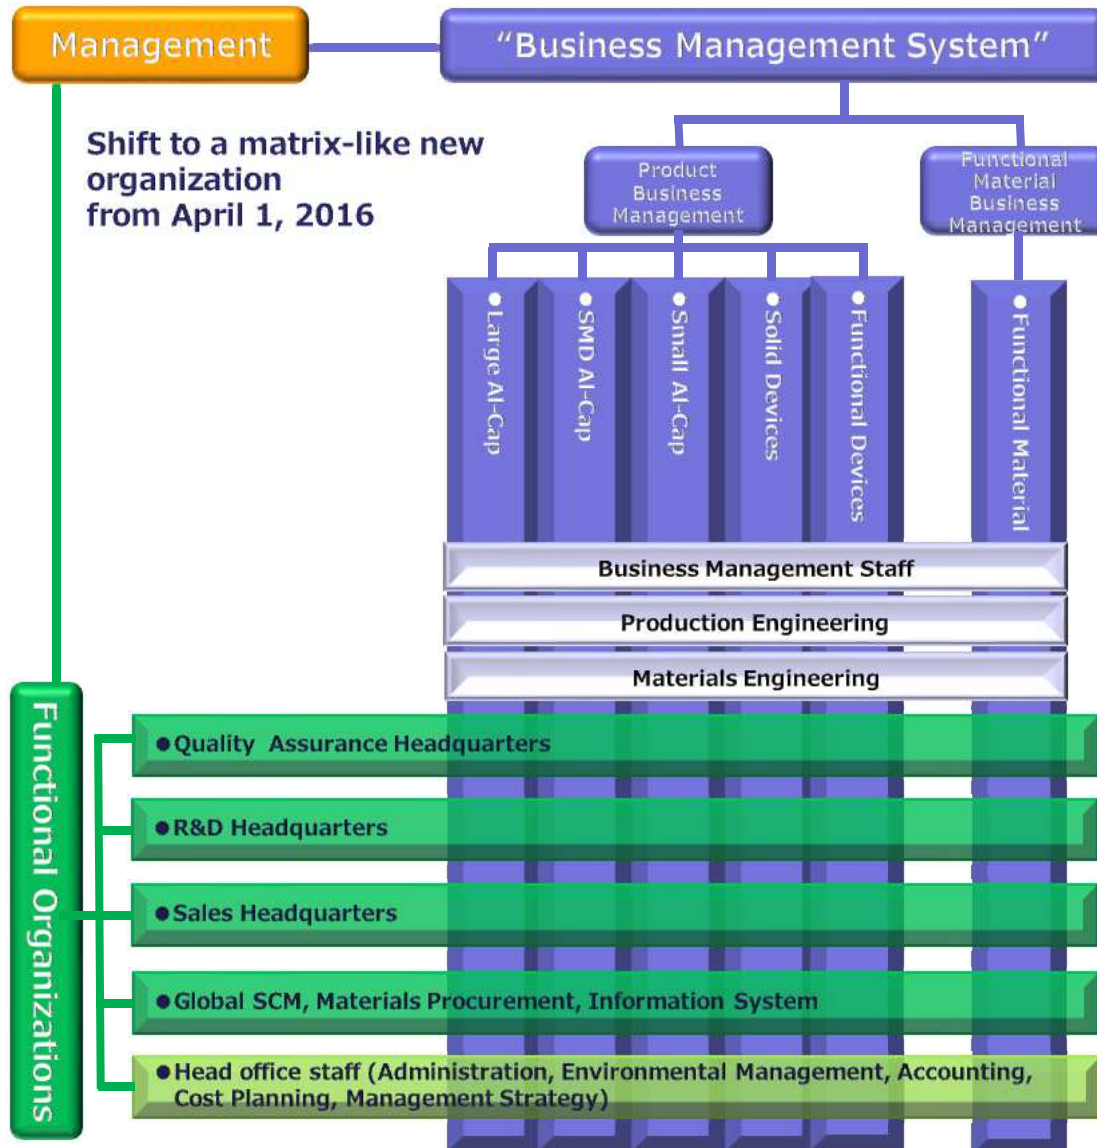 Management
“Business Management System”
Shift to a matrix-like new
organization
from April 1, 2016
Product
Business
Management
Functional
Material
Business
Management
●Large Al-Cap
●SMD Al-Cap
●Small Al-Cap
●Solid Devices
●Functional Devices
●Functional Material
Business Management Staff
Production Engineering
Materials Engineering
Functional Organizations
●Quality Assurance Headquarters
●R&D Headquarters
●Sales Headquarters
●Global SCM, Materials Procurement, Information System
●Head office staff (Administration, Environmental Management, Accounting,
Cost Planning, Management Strategy)